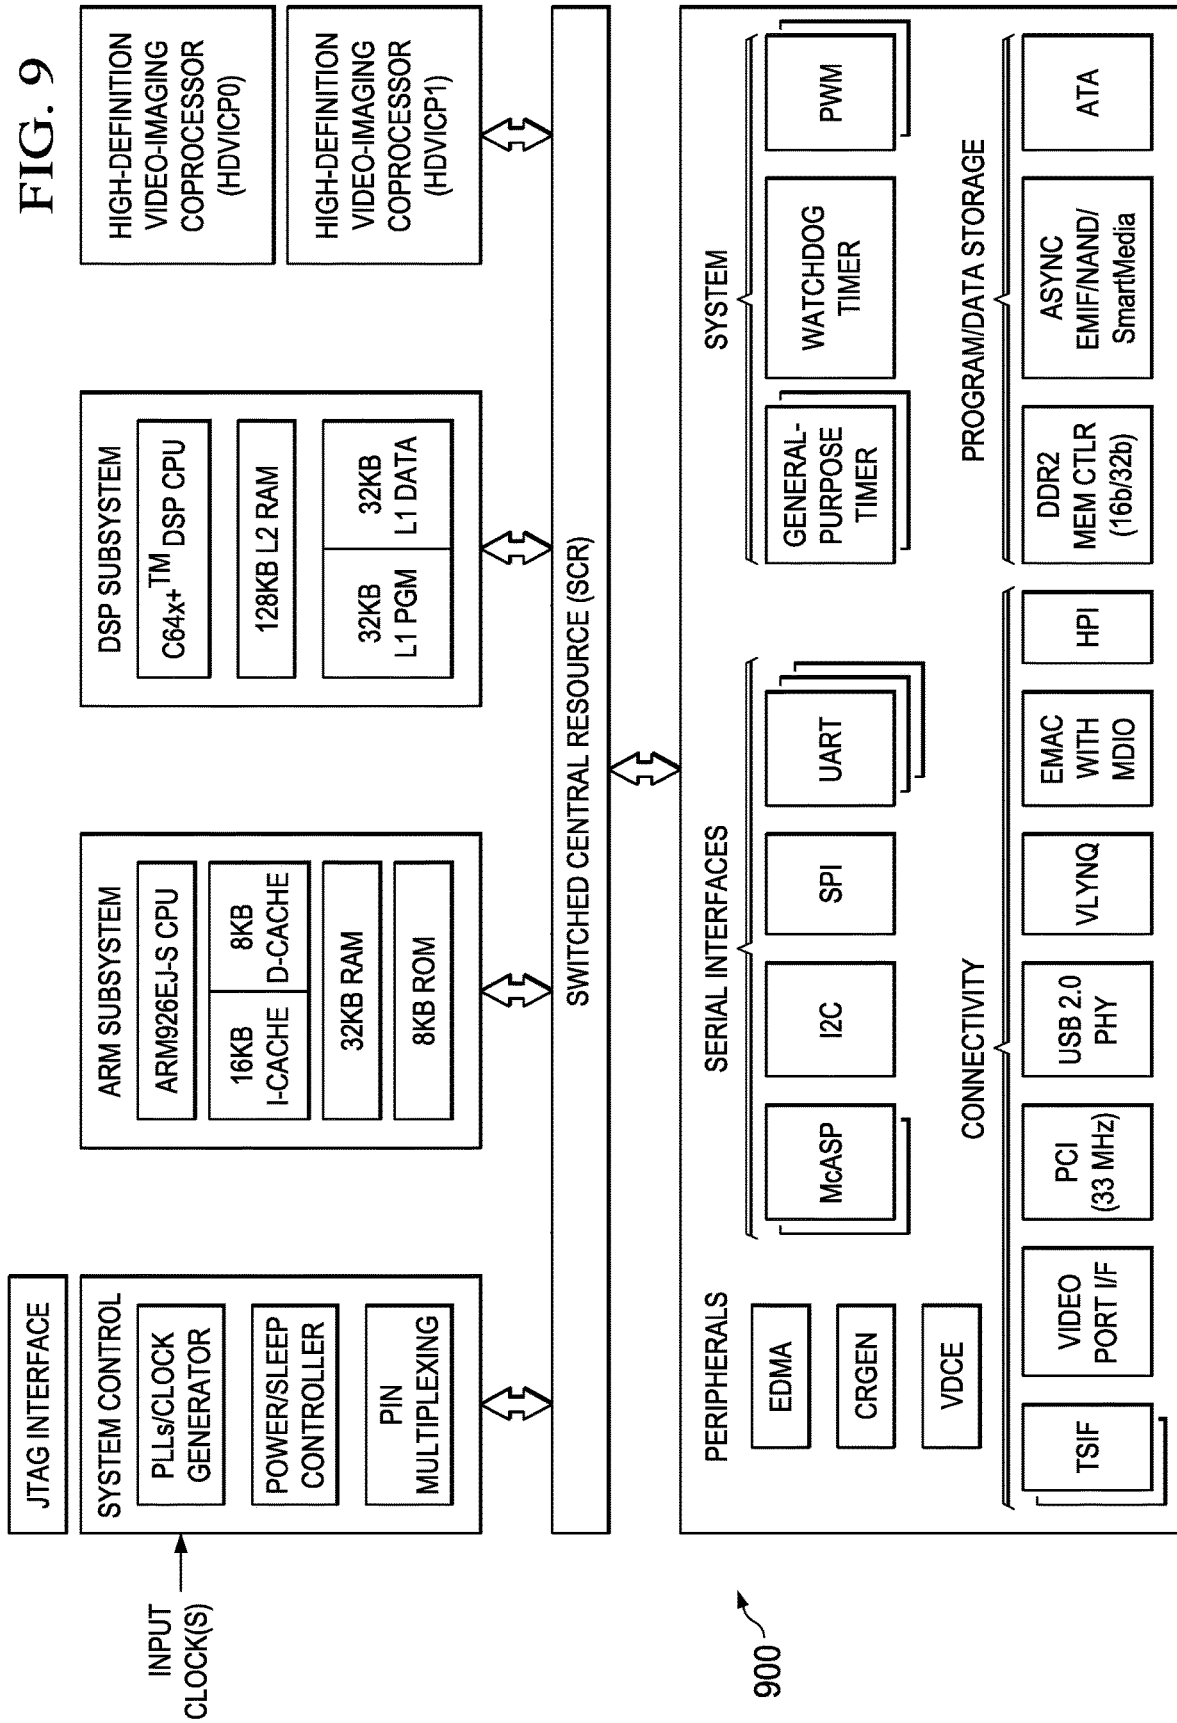 FIG. 9
JTAG INTERFACE
INPUT
CLOCK(S)
SYSTEM CONTROL
PLLs/CLOCK
GENERATOR
POWER/SLEEP
CONTROLLER
PIN
MULTIPLEXING
ARM SUBSYSTEM
ARM926EJ-S CPU
16KB
I-CACHE
8KB
D-CACHE
32KB RAM
8KB ROM
DSP SUBSYSTEM
C64x+TM DSP CPU
128KB L2 RAM
32KB
L1 PGM
32KB
L1 DATA
HIGH-DEFINITION
VIDEO-IMAGING
COPROCESSOR
(HDVICP0)
HIGH-DEFINITION
VIDEO-IMAGING
COPROCESSOR
(HDVICP1)
SWITCHED CENTRAL RESOURCE (SCR)
PERIPHERALS
EDMA
CRGEN
VDCE
SERIAL INTERFACES
McASP
I2C
SPI
UART
SYSTEM
GENERAL-
PURPOSE
TIMER
WATCHDOG
TIMER
PWM
CONNECTIVITY
TSIF
VIDEO
PORT I/F
PCI
(33 MHz)
USB 2.0
PHY
VLYNQ
EMAC
WITH
MDIO
HPI
PROGRAM/DATA STORAGE
DDR2
MEM CTLR
(16b/32b)
ASYNC
EMIF/NAND/
SmartMedia
ATA
900